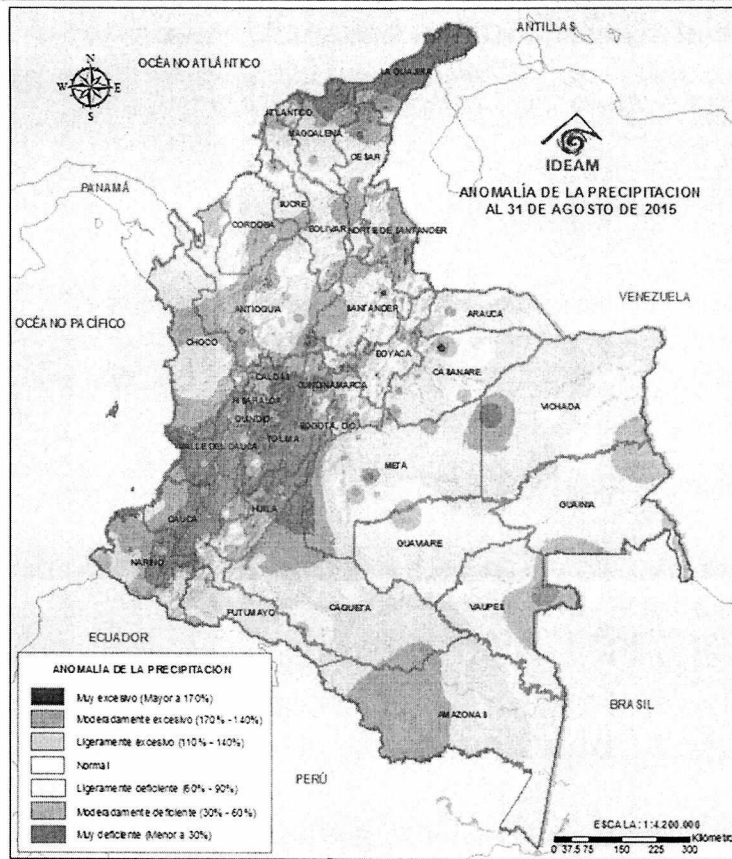 ANTILLAS
OCÉANO ATLÁNTICO
N
W E
S
LA GUAJIRA
ATLANTICO
MAGDALENA
CESAR
IDEAM
ANOMALÍA DE LA PRECIPITACION
AL 31 DE AGOSTO DE 2015
PANAMÁ
SUCRE
CORDOBA
BOLIVAR
NORTE DE SANTANDER
VENEZUELA
OCÉANO PACÍFICO
ANTIOQUIA
SANTANDER
ARAUCA
CHOCO
BOYACA
CASANARE
CALDAS
CUNDINAMARCA
RISARALDA
VICHADA
QUINDIO
BOGOTA, D.C.
VALLE DEL CAUCA
TOLIMA
META
GUAINIA
HUILA
CAUCA
GUAVIARE
NARIÑO
PUTUMAYO
CAQUETA
VAUPES
ECUADOR
AMAZONAS
BRASIL
PERÚ
ANOMALÍA DE LA PRECIPITACION
Muy excesivo (Mayor a 170%)
Moderadamente excesivo (170% - 140%)
Ligeramente excesivo (110% - 140%)
Normal
Ligeramente deficiente (60% - 90%)
Moderadamente deficiente (30% - 60%)
Muy deficiente (Menor a 30%)
ESCALA: 1:4.200.000
Kilómetro
0 37.5 75 150 225 300